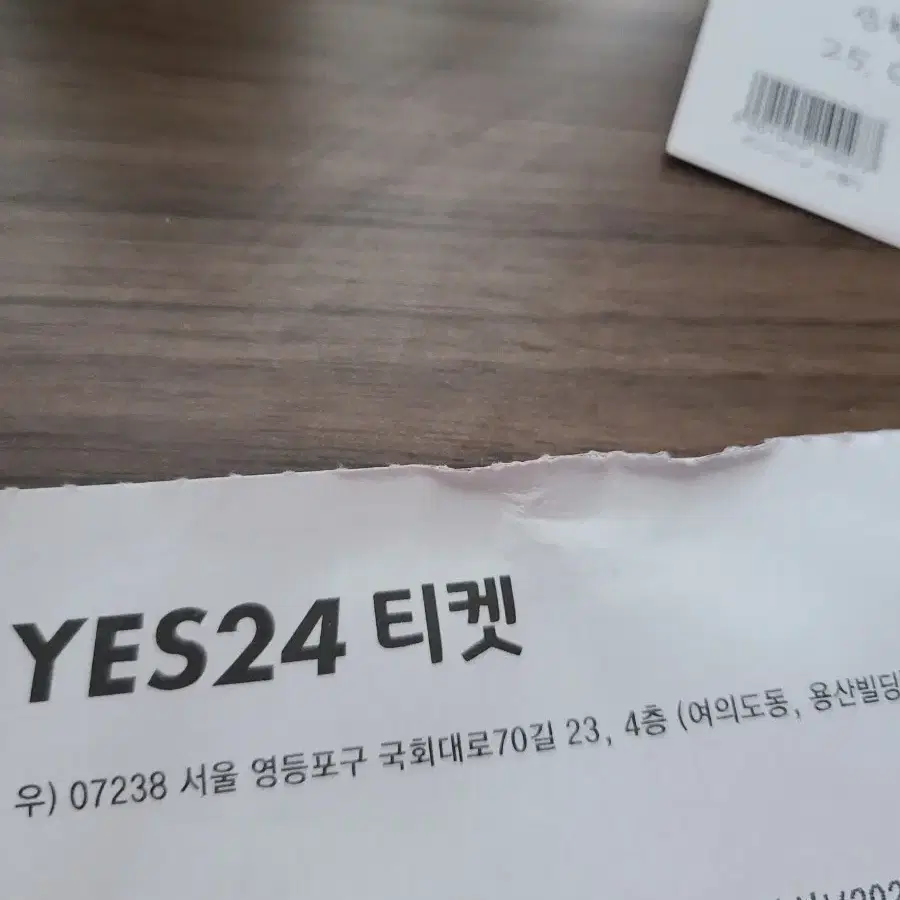 25.
YES24 티켓
우) 07238 서울 영등포구 국회대로70길 23, 4층 (여의도동, 용산빌딩